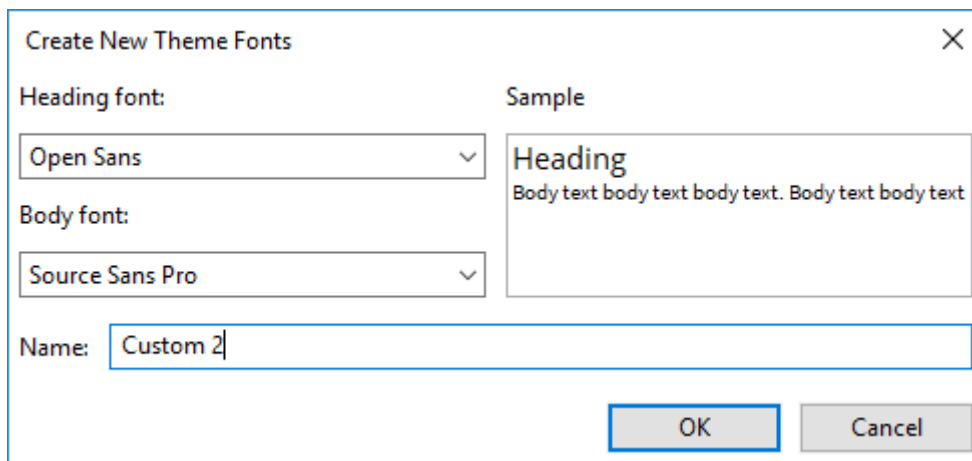 Create New Theme Fonts
Heading font:
Open Sans
Body font:
Source Sans Pro
Sample
Heading
Body text body text body text. Body text body text
Name:
Custom 2
OK
Cancel